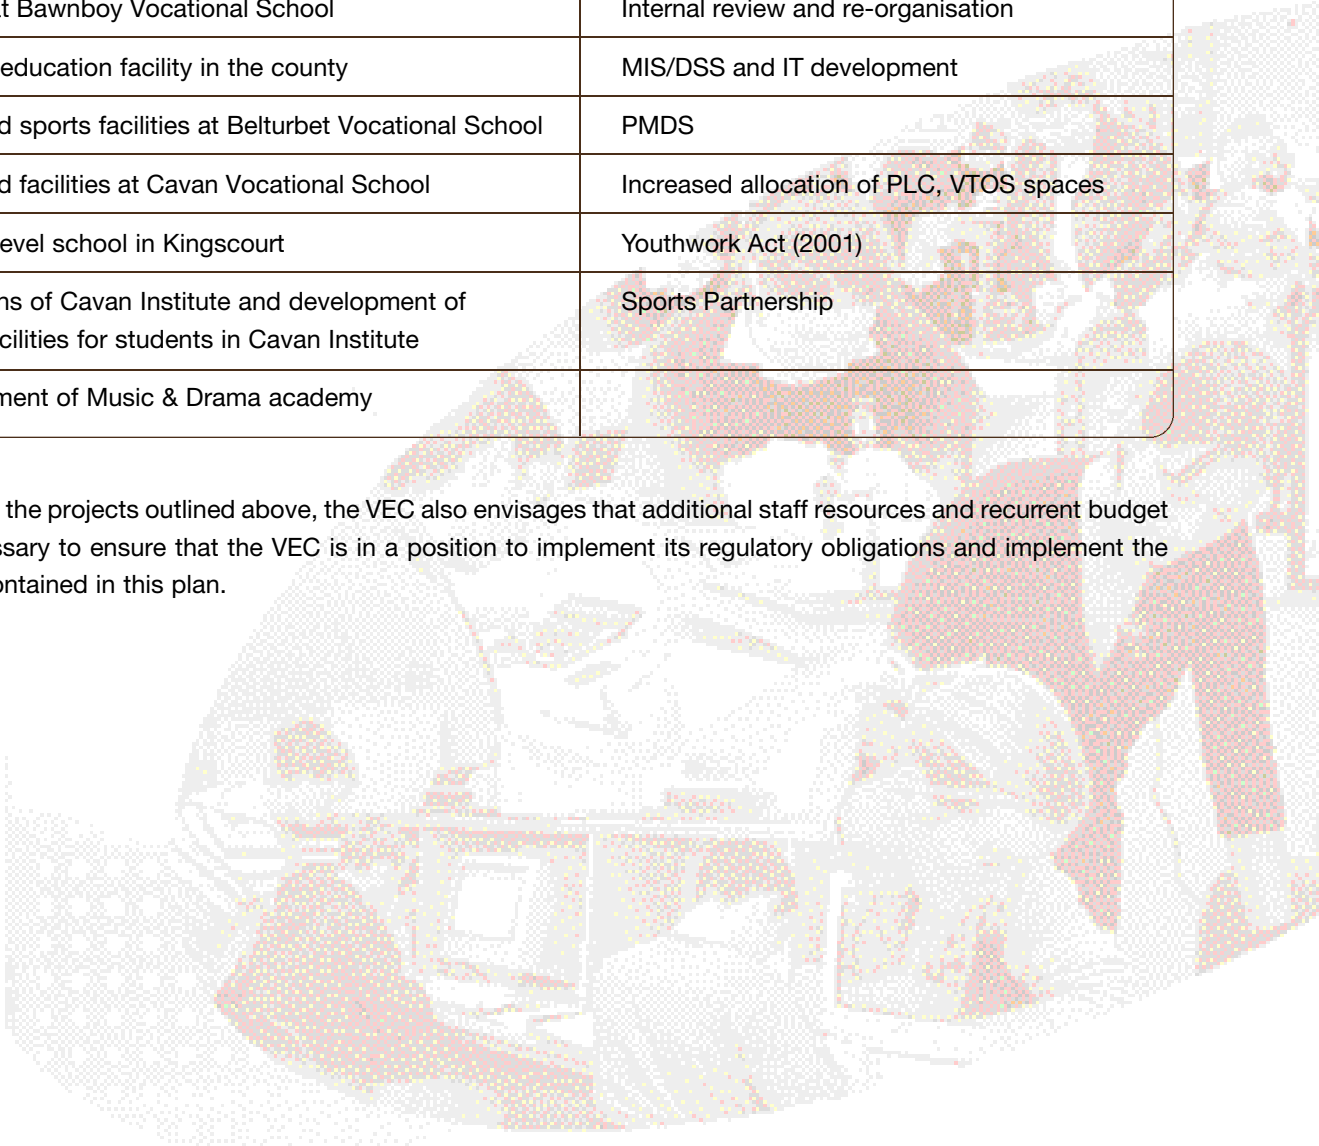 at Bawnboy Vocational School
Internal review and re-organisation
education facility in the county
MIS/DSS and IT development
d sports facilities at Belturbet Vocational School
PMDS
d facilities at Cavan Vocational School
Increased allocation of PLC, VTOS spaces
evel school in Kingscourt
Youthwork Act (2001)
ns of Cavan Institute and development of
cilities for students in Cavan Institute
Sports Partnership
ment of Music & Drama academy
the projects outlined above, the VEC also envisages that additional staff resources and recurrent budget
ssary to ensure that the VEC is in a position to implement its regulatory obligations and implement the
ontained in this plan.